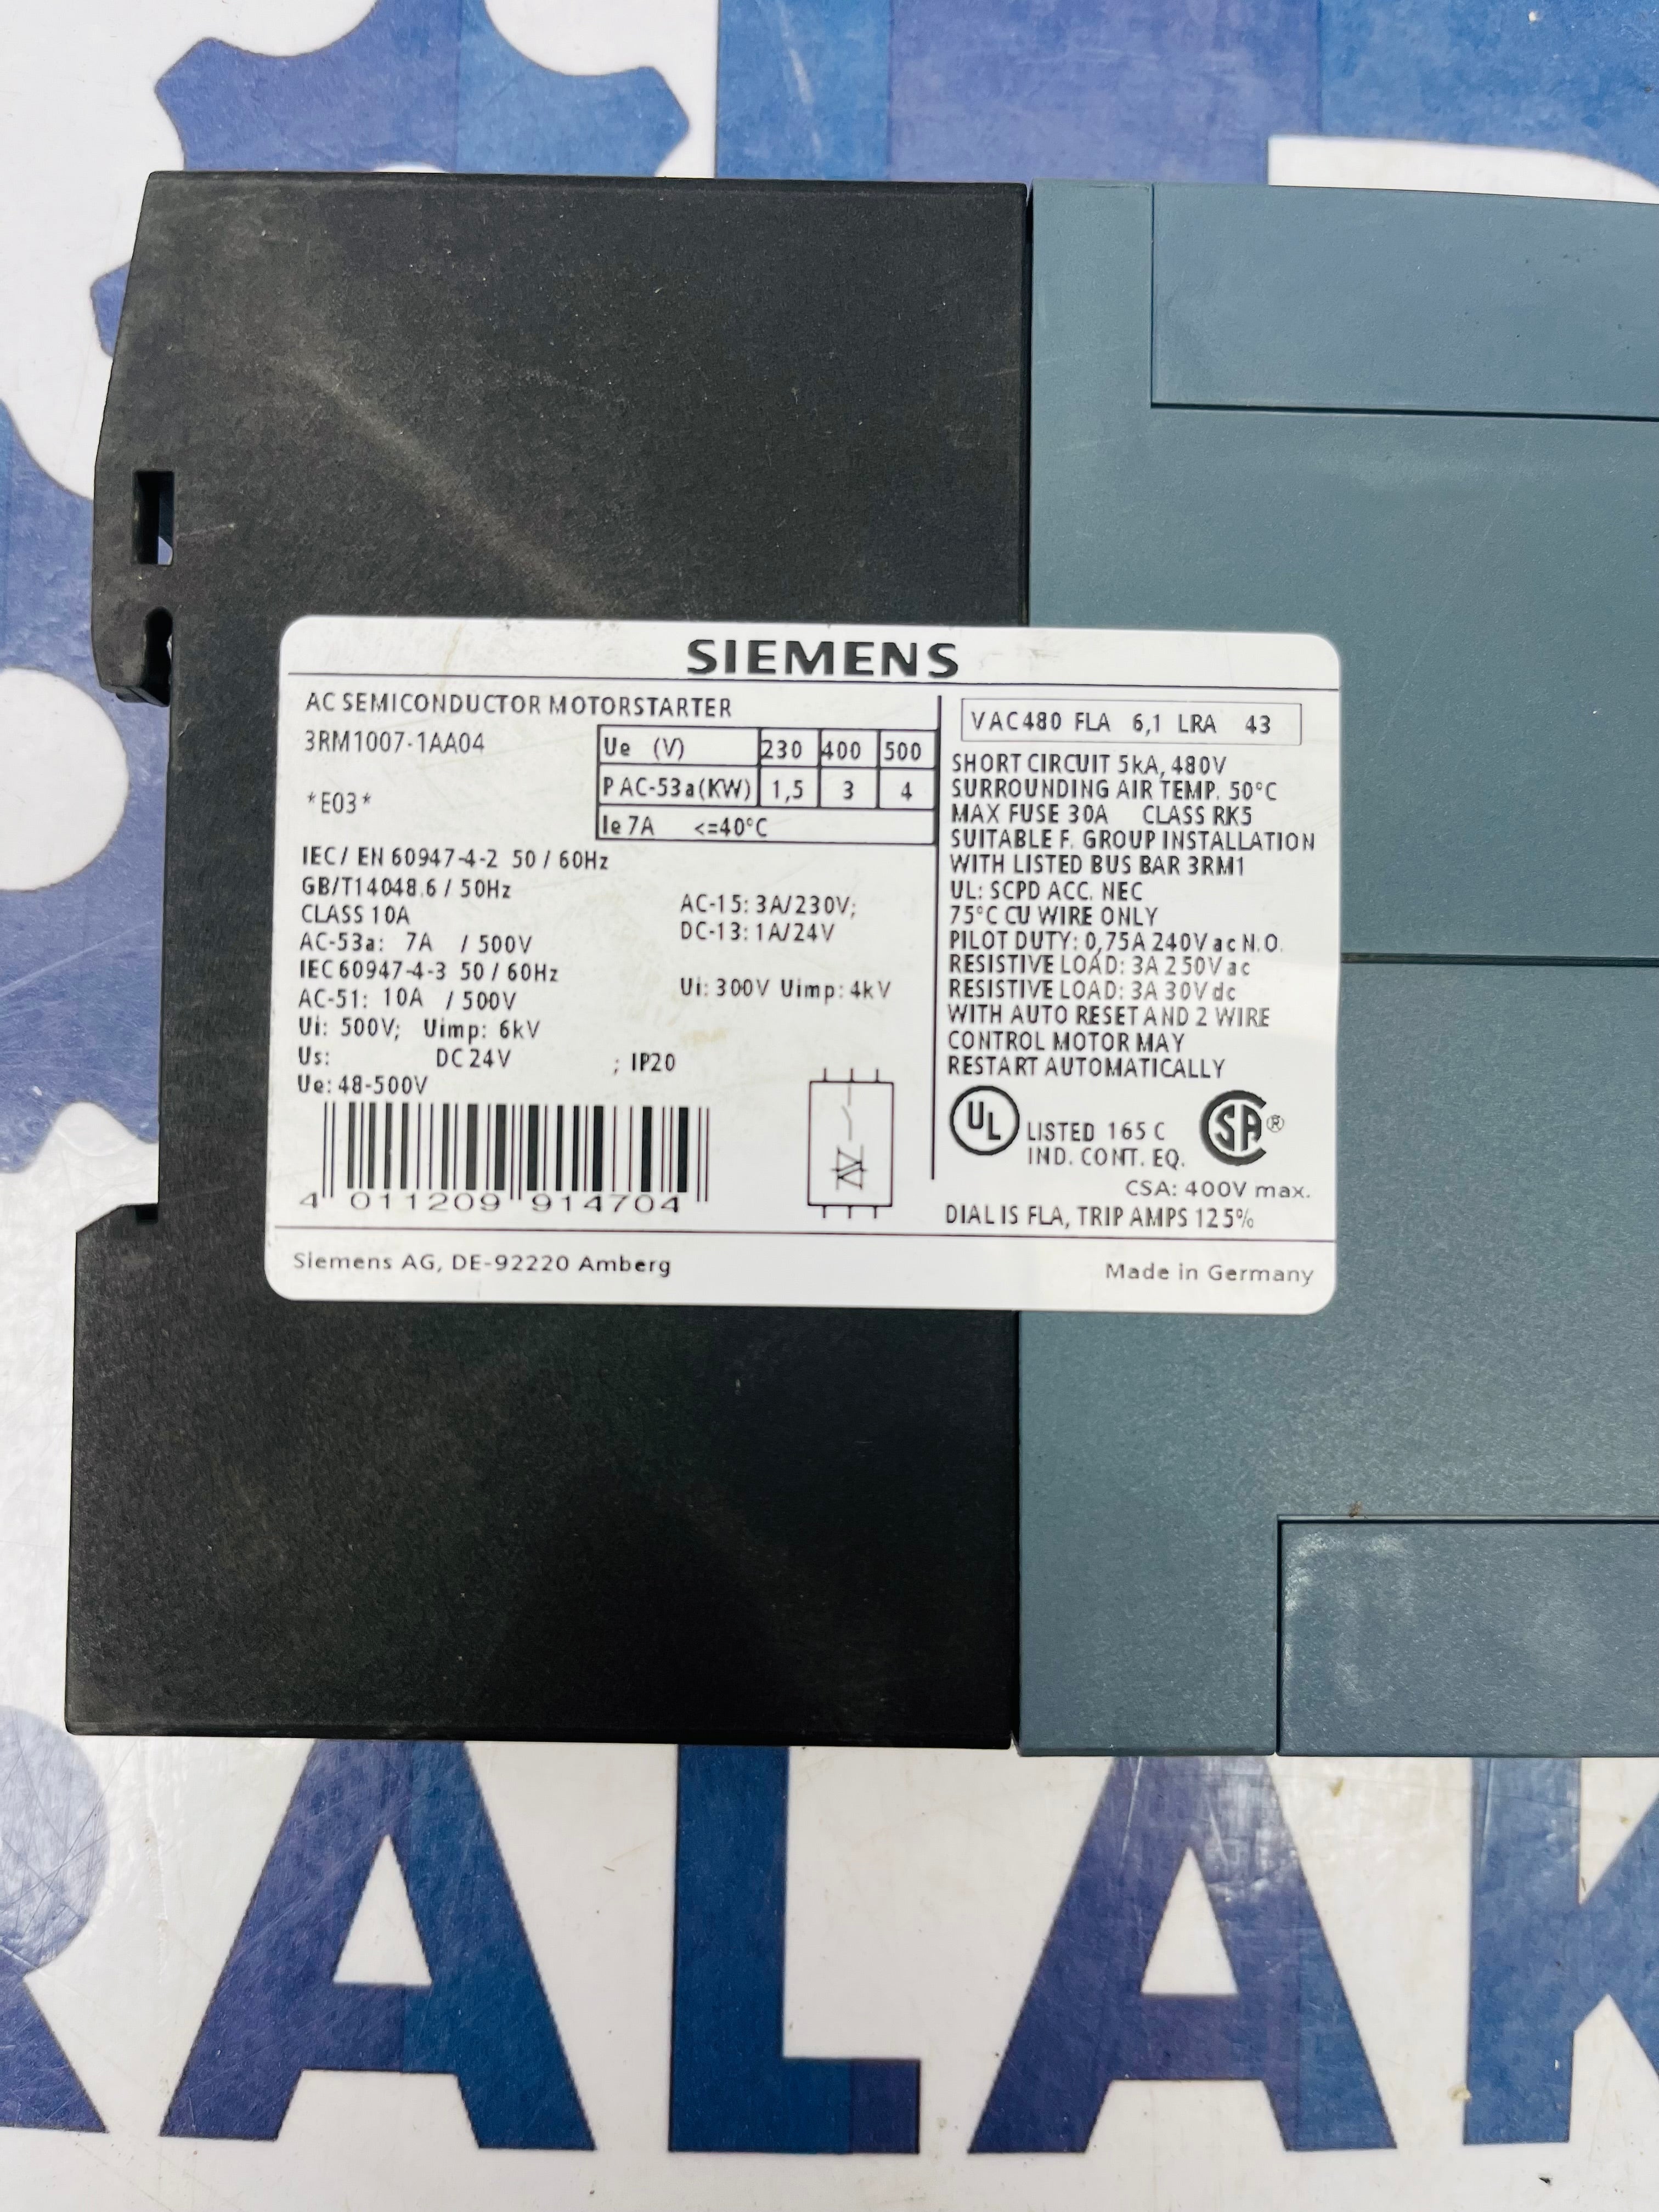 SIEMENS
AC SEMICONDUCTOR MOTORSTARTER
3RM1007-1AA04
*E03*
Ue (V) 230 400 500
P AC-53a(KW) 1,5 3 4
Ie 7A <=40°C
IEC/ EN 60947-4-2 50 / 60Hz
GB/T14048.6 / 50Hz
CLASS 10A
AC-53a: 7A / 500V
IEC 60947-4-3 50 / 60Hz
AC-51: 10A / 500V
Ui: 500V; Uimp: 6kV
Us: DC 24V ; IP20
Ue: 48-500V
AC-15: 3A/230V;
DC-13: 1A/24V
Ui: 300V Uimp: 4kV
4 011209 914704
VAC480 FLA 6,1 LRA 43
SHORT CIRCUIT 5kA, 480V
SURROUNDING AIR TEMP. 50°C
MAX FUSE 30A CLASS RK5
SUITABLE F. GROUP INSTALLATION
WITH LISTED BUS BAR 3RM1
UL: SCPD ACC. NEC
75°C CU WIRE ONLY
PILOT DUTY: 0,75A 240V ac N.O.
RESISTIVE LOAD: 3A 250V ac
RESISTIVE LOAD: 3A 30V dc
WITH AUTO RESET AND 2 WIRE
CONTROL MOTOR MAY
RESTART AUTOMATICALLY
UL LISTED 165 C
IND. CONT. EQ.
SA ®
CSA: 400V max.
DIAL IS FLA, TRIP AMPS 125%
Siemens AG, DE-92220 Amberg
Made in Germany
RALAK